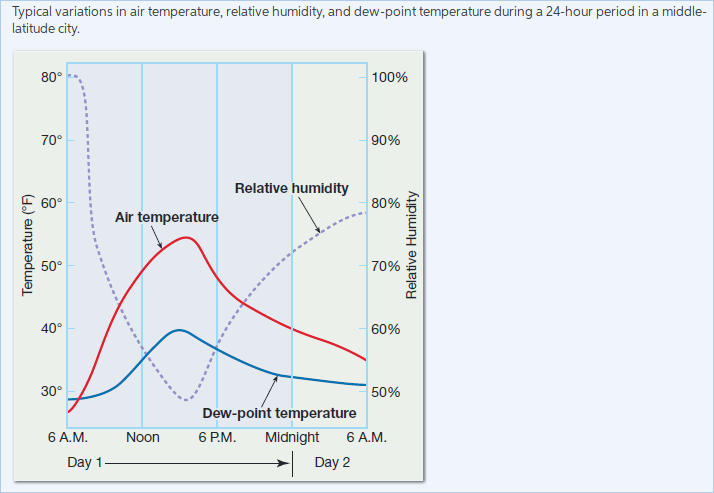 Typical variations in air temperature, relative humidity, and dew-point temperature during a 24-hour period in a middle-
latitude city.
80°
100%
70°
90%
Relative humidity
60°
80%
Air temperature
Temperature (°F)
Relative Humidity
50°
70%
40°
60%
30°
50%
Dew-point temperature
6 A.M. Noon 6 P.M. Midnight 6 A.M.
Day 1 Day 2